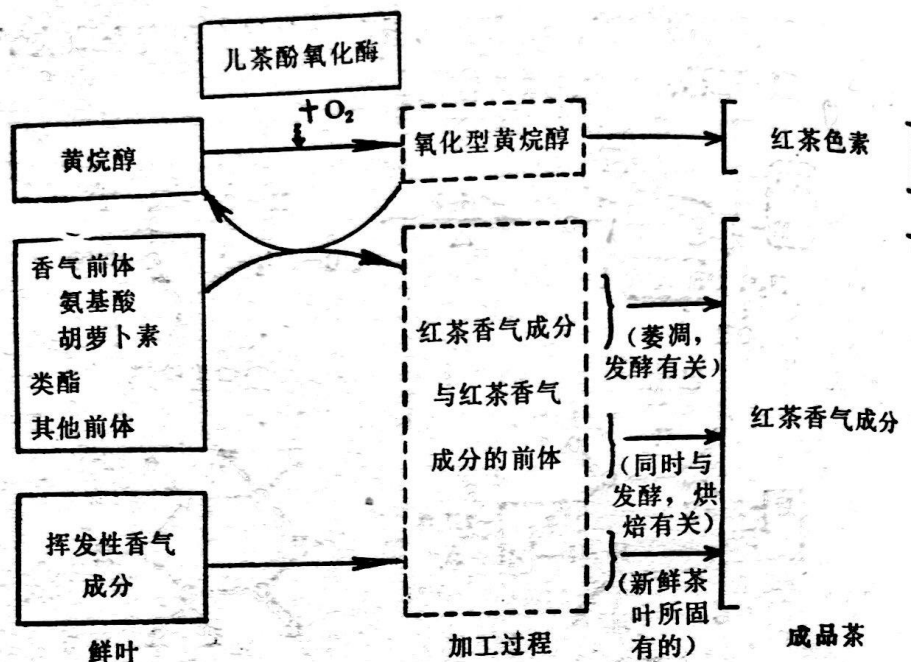 儿茶酚氧化酶
+O₂
黄烷醇
氧化型黄烷醇
红茶色素
香气前体
氨基酸
胡萝卜素
类酯
其他前体
红茶香气成分
与红茶香气
成分的前体
(萎凋，
发酵有关)
(同时与
发酵，烘
焙有关)
(新鲜茶
叶所固
有的)
红茶香气成分
挥发性香气
成分
鲜叶
加工过程
成品茶